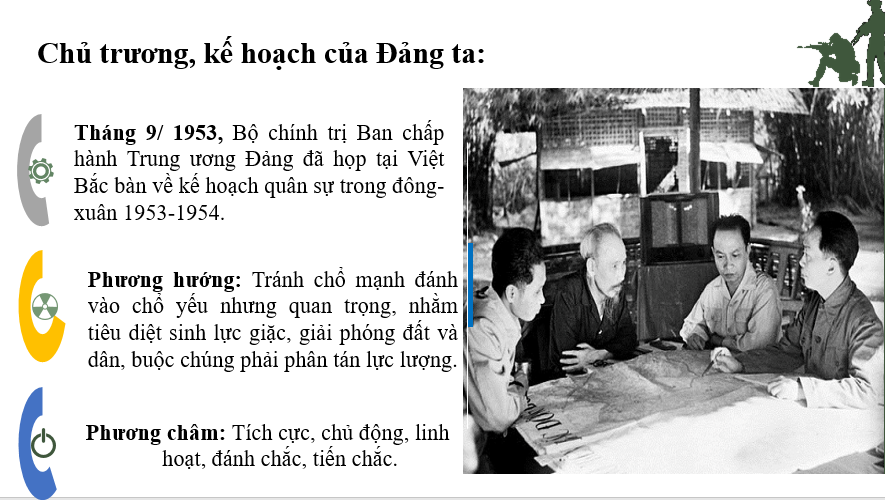 Chủ trương, kế hoạch của Đảng ta:
Tháng 9/ 1953, Bộ chính trị Ban chấp
hành Trung ương Đảng đã họp tại Việt
Bắc bàn về kế hoạch quân sự trong đông-
xuân 1953-1954.
Phương hướng: Tránh chổ mạnh đánh
vào chổ yếu nhưng quan trọng, nhằm
tiêu diệt sinh lực giặc, giải phóng đất và
dân, buộc chúng phải phân tán lực lượng.
Phương châm: Tích cực, chủ động, linh
hoạt, đánh chắc, tiến chắc.